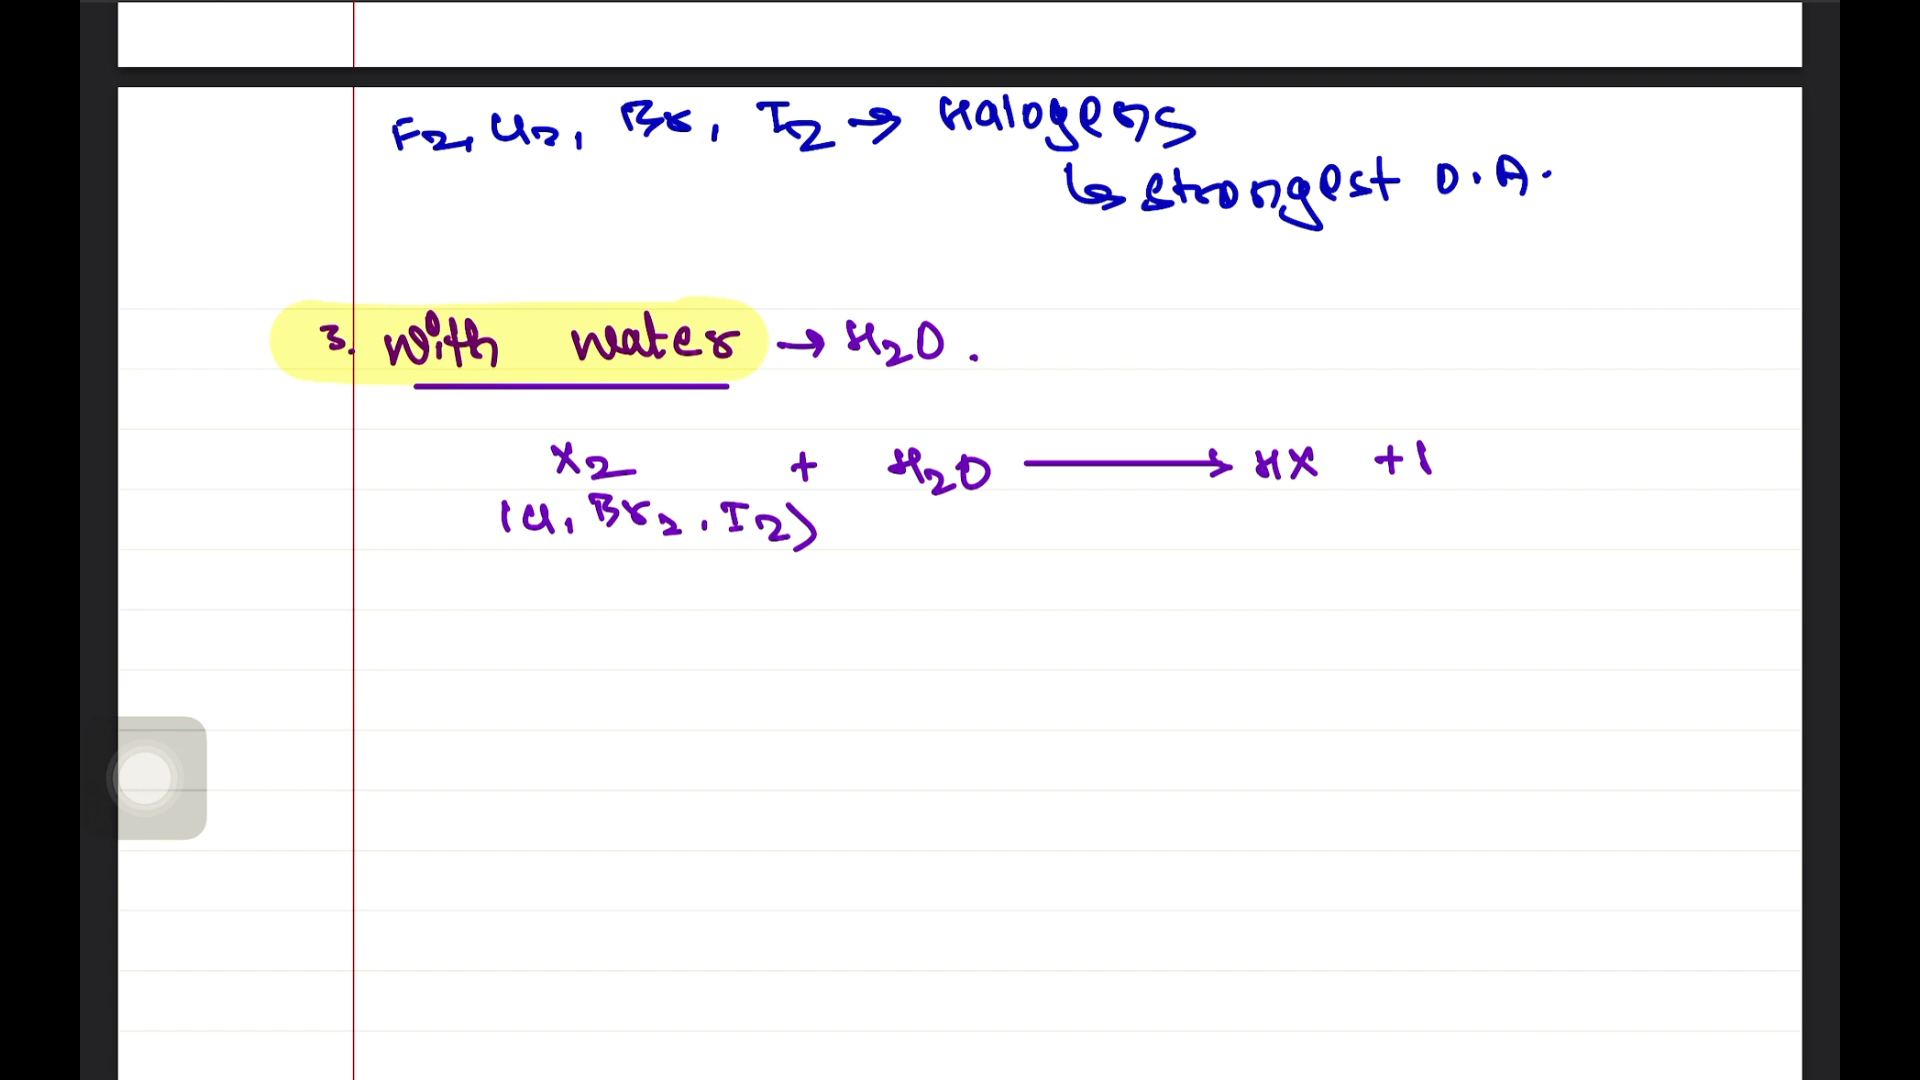 F2, Cl2, Br, I2 → Halogens
↳ strongest O.A.
3. With water → H2O.
X2 + H2O ⟶ HX +
(Cl, Br2, I2)